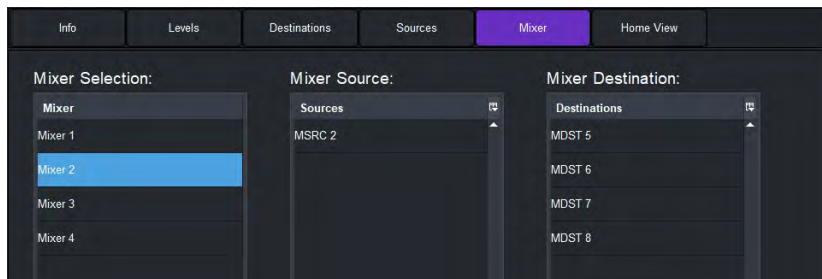 Info Levels Destinations Sources Mixer Home View
Mixer Selection: Mixer Source: Mixer Destination:
Mixer Sources Destinations
Mixer 1 MSRC 2 MDST 5
Mixer 2 MDST 6
Mixer 3 MDST 7
Mixer 4 MDST 8